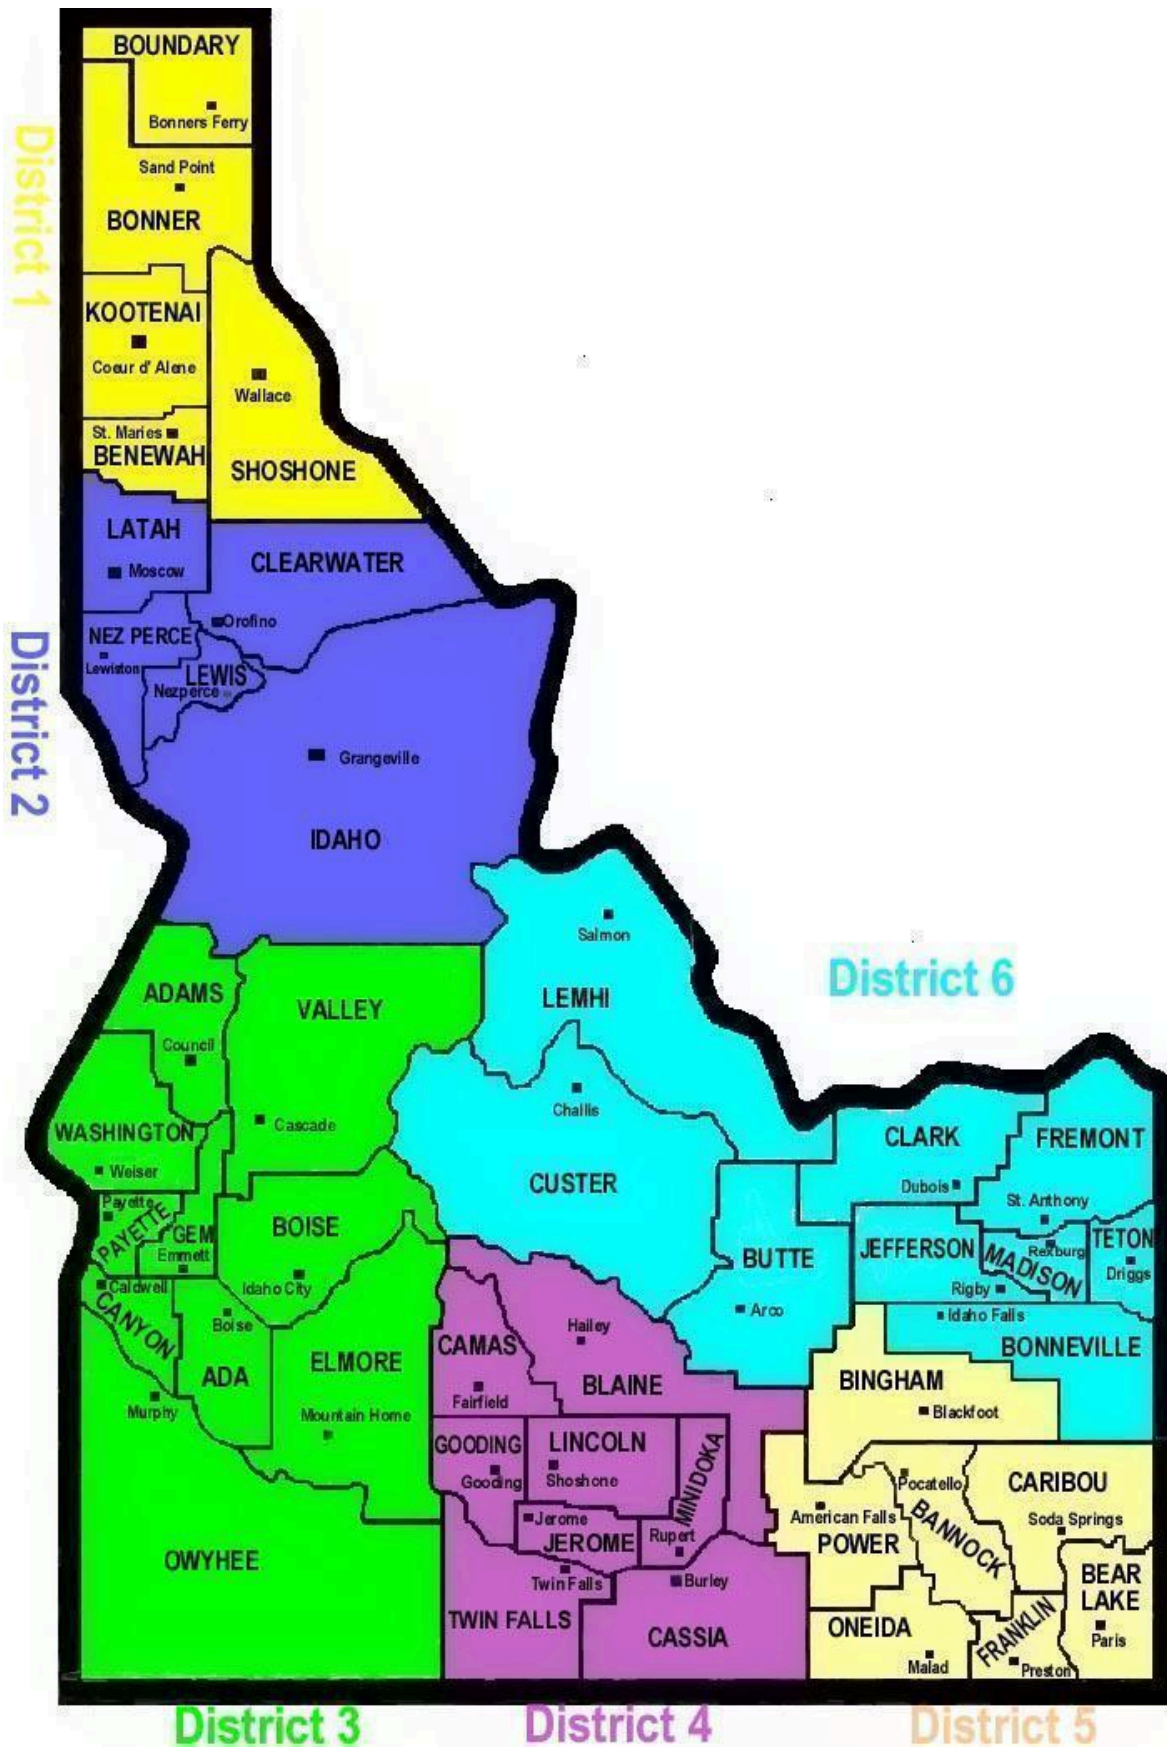 BOUNDARY
Bonners Ferry
Sand Point
BONNER
District 1
KOOTENAI
Coeur d' Alene
Wallace
St. Maries
BENEWAH
SHOSHONE
LATAH
Moscow
CLEARWATER
Orofino
NEZ PERCE
Lewiston
LEWIS
Nezperce
District 2
Grangeville
IDAHO
Salmon
LEMHI
District 6
ADAMS
VALLEY
Council
Challis
WASHINGTON
Cascade
Weiser
CUSTER
CLARK
FREMONT
Dubois
St. Anthony
Payette
PAYETTE
GEM
Emmett
BOISE
Idaho City
BUTTE
Arco
JEFFERSON
MADISON
Rexburg
Rigby
TETON
Driggs
Caldwell
CANYON
Boise
ADA
ELMORE
Mountain Home
Murphy
CAMAS
Fairfield
Hailey
BLAINE
Idaho Falls
BONNEVILLE
BINGHAM
Blackfoot
GOODING
Gooding
LINCOLN
Shoshone
MINIDOKA
Rupert
Jerome
JEROME
American Falls
POWER
Pocatello
BANNOCK
CARIBOU
Soda Springs
OWYHEE
Twin Falls
TWIN FALLS
Burley
CASSIA
ONEIDA
Malad
FRANKLIN
Preston
BEAR
LAKE
Paris
District 3
District 4
District 5